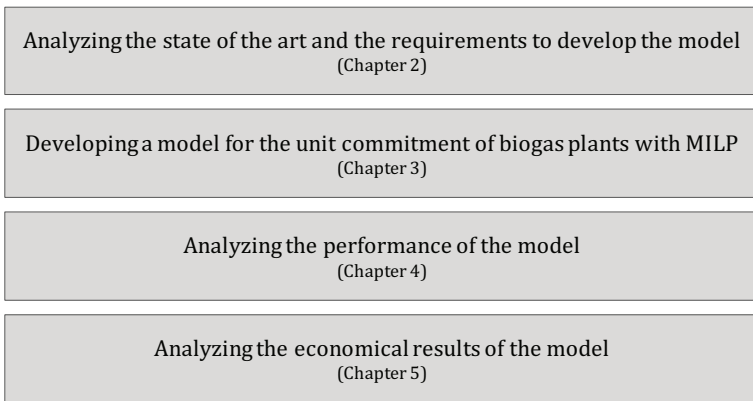 Analyzing the state of the art and the requirements to develop the model
(Chapter 2)
Developing a model for the unit commitment of biogas plants with MILP
(Chapter 3)
Analyzing the performance of the model
(Chapter 4)
Analyzing the economical results of the model
(Chapter 5)